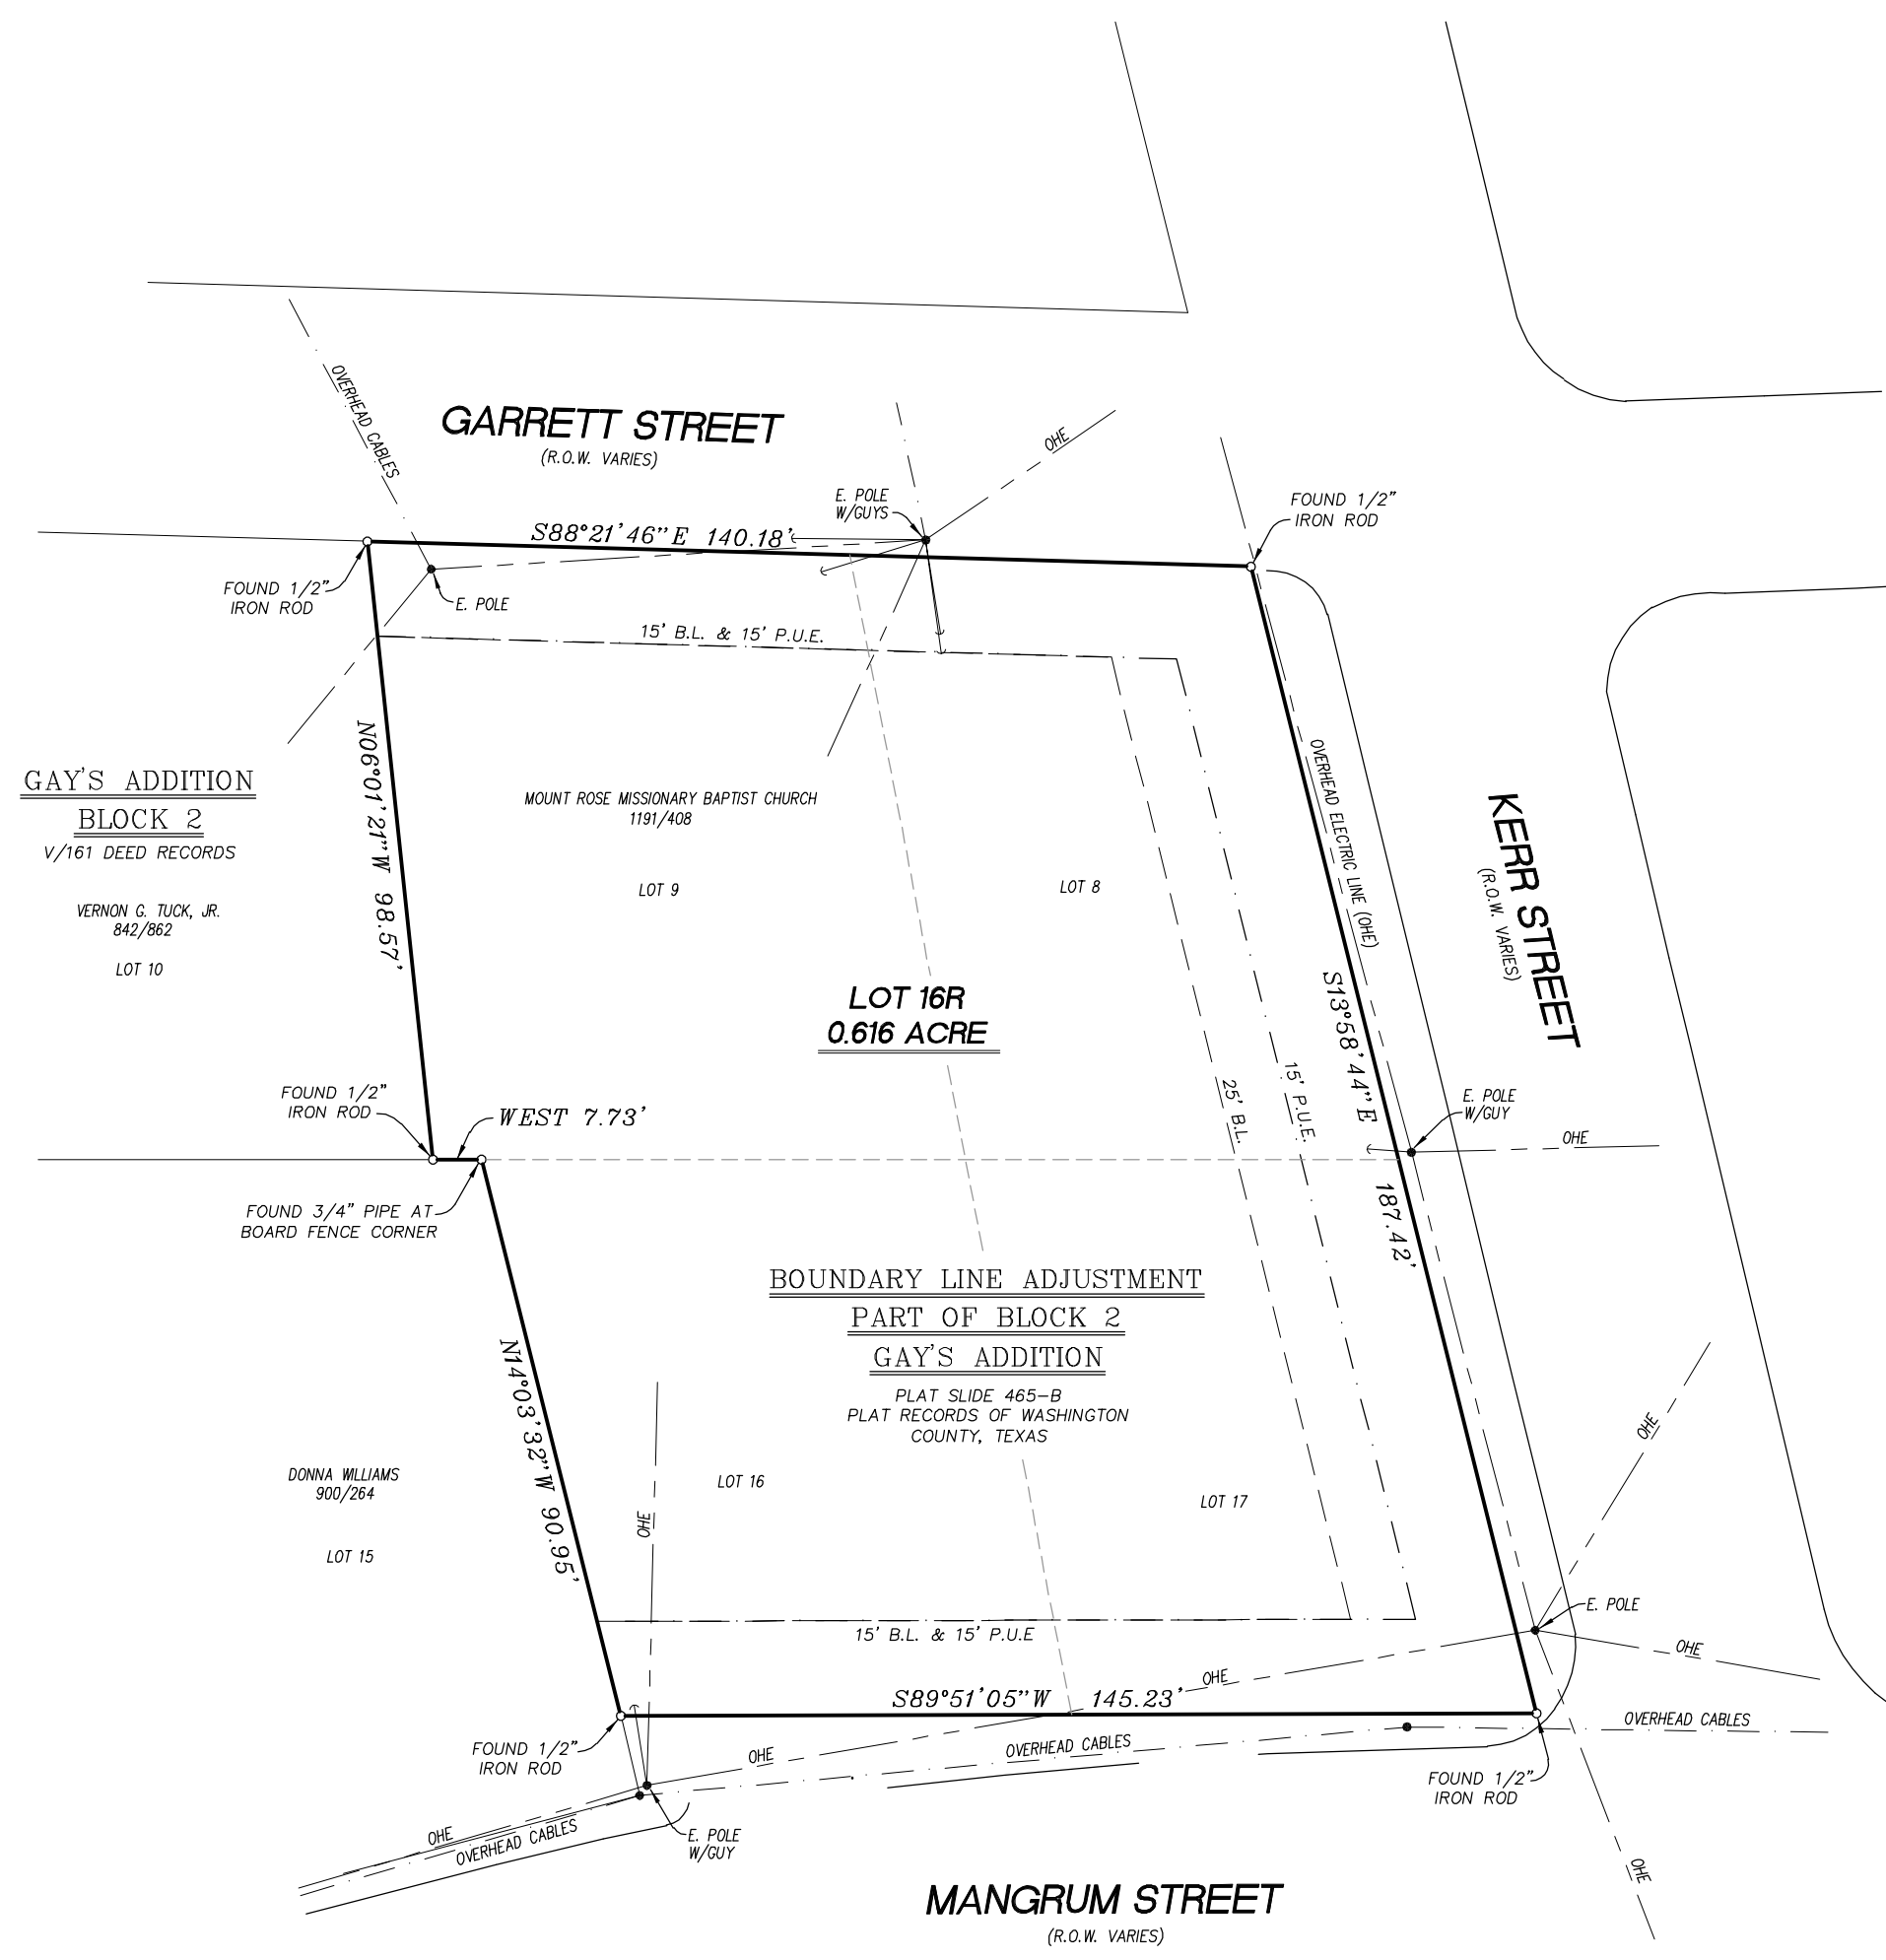 OVERHEAD CABLES
GARRETT STREET
(R.O.W. VARIES)
OHE
E. POLE
W/GUYS
FOUND 1/2"
IRON ROD
S88°21'46"E 140.18'
FOUND 1/2"
IRON ROD
E. POLE
15' B.L. & 15' P.U.E.
N06°01'21"W 98.57'
GAY'S ADDITION
BLOCK 2
V/161 DEED RECORDS
VERNON G. TUCK, JR.
842/862
LOT 10
MOUNT ROSE MISSIONARY BAPTIST CHURCH
1191/408
LOT 9
LOT 8
OVERHEAD ELECTRIC LINE (OHE)
KERR STREET
(R.O.W. VARIES)
LOT 16R
0.616 ACRE
S13°58'44"E 187.42'
25' B.L.
15' P.U.E.
E. POLE
W/GUY
OHE
FOUND 1/2"
IRON ROD
WEST 7.73'
FOUND 3/4" PIPE AT
BOARD FENCE CORNER
BOUNDARY LINE ADJUSTMENT
PART OF BLOCK 2
GAY'S ADDITION
PLAT SLIDE 465-B
PLAT RECORDS OF WASHINGTON
COUNTY, TEXAS
N14°03'32"W 90.95'
DONNA WILLIAMS
900/264
LOT 15
LOT 16
LOT 17
OHE
OHE
E. POLE
15' B.L. & 15' P.U.E
OHE
OHE
S89°51'05"W 145.23'
OVERHEAD CABLES
OVERHEAD CABLES
OHE
FOUND 1/2"
IRON ROD
FOUND 1/2"
IRON ROD
OHE
OVERHEAD CABLES
E. POLE
W/GUY
OHE
MANGRUM STREET
(R.O.W. VARIES)